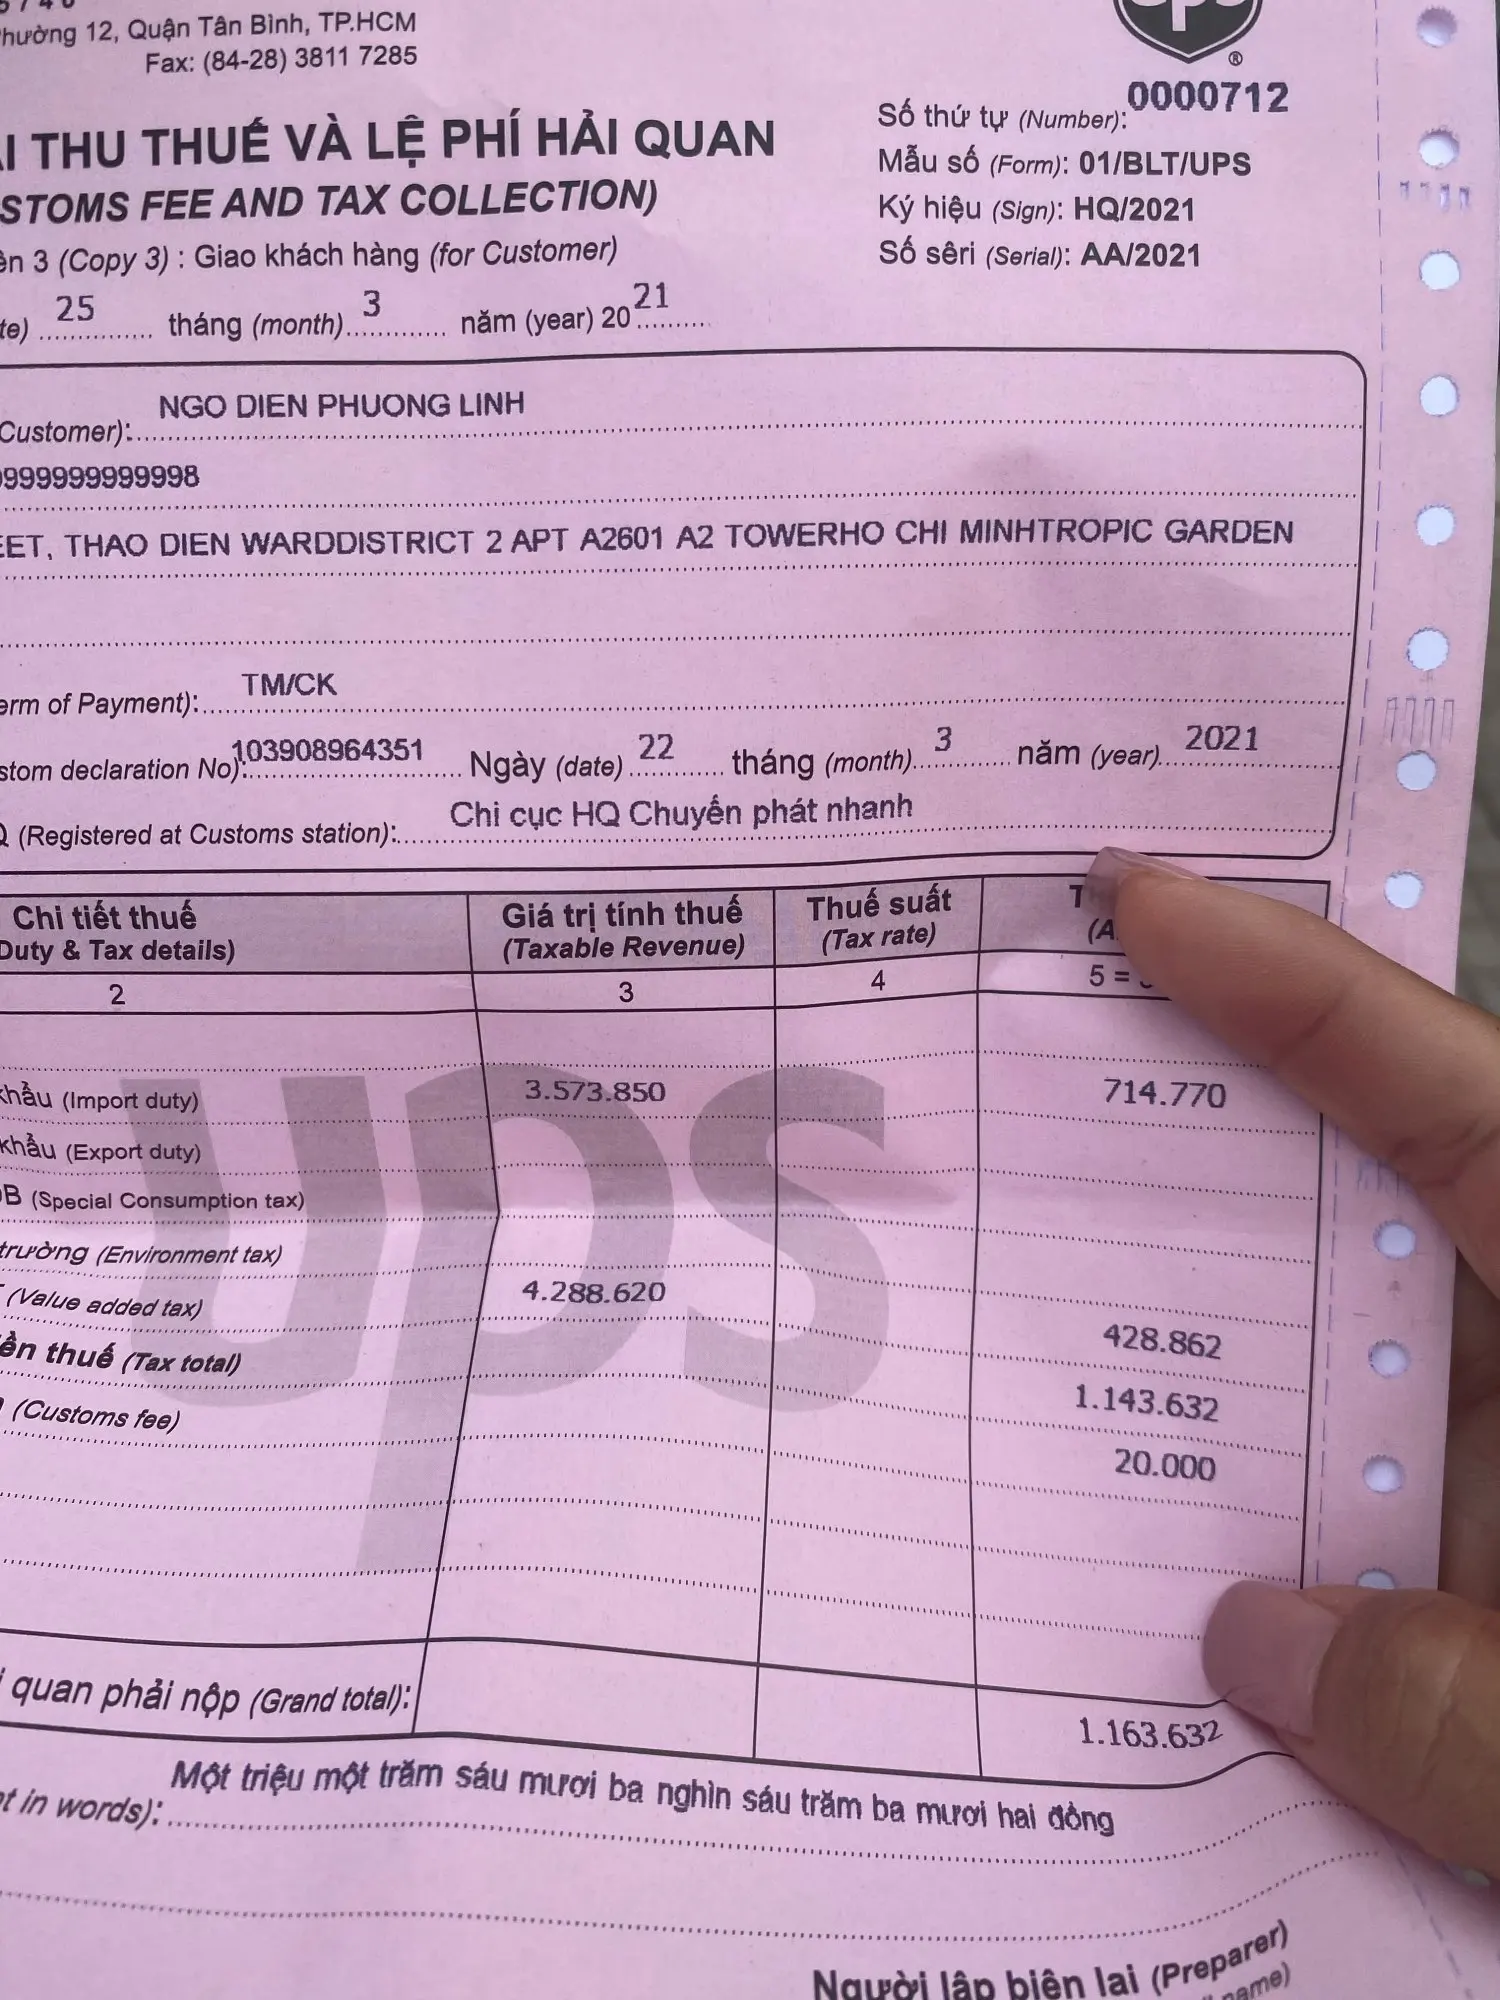 Phường 12, Quận Tân Bình, TP.HCM
Fax: (84-28) 3811 7285
ups
®
THU THUẾ VÀ LỆ PHÍ HẢI QUAN
Số thứ tự (Number): 0000712
Mẫu số (Form): 01/BLT/UPS
STOMS FEE AND TAX COLLECTION)
Ký hiệu (Sign): HQ/2021
3 (Copy 3) : Giao khách hàng (for Customer)
Số sêri (Serial): AA/2021
25 tháng (month) 3 năm (year) 20 21
NGO DIEN PHUONG LINH
Customer):
9999999999998
EET, THAO DIEN WARDDISTRICT 2 APT A2601 A2 TOWERHO CHI MINHTROPIC GARDEN
erm of Payment): TM/CK
stom declaration No): 103908964351 Ngày (date) 22 tháng (month) 3 năm (year) 2021
Q (Registered at Customs station): Chi cục HQ Chuyển phát nhanh
Chi tiết thuế Giá trị tính thuế Thuế suất
Duty & Tax details) (Taxable Revenue) (Tax rate)
2 3 4 5 =
khẩu (Import duty) 3.573.850 714.770
khẩu (Export duty)
ĐB (Special Consumption tax)
trường (Environment tax)
(Value added tax) 4.288.620 428.862
ền thuế (Tax total) 1.143.632
(Customs fee) 20.000
ups
quan phải nộp (Grand total): 1.163.632
Một triệu một trăm sáu mươi ba nghìn sáu trăm ba mươi hai đồng
t in words):
Người lập biên lai (Preparer)
name)